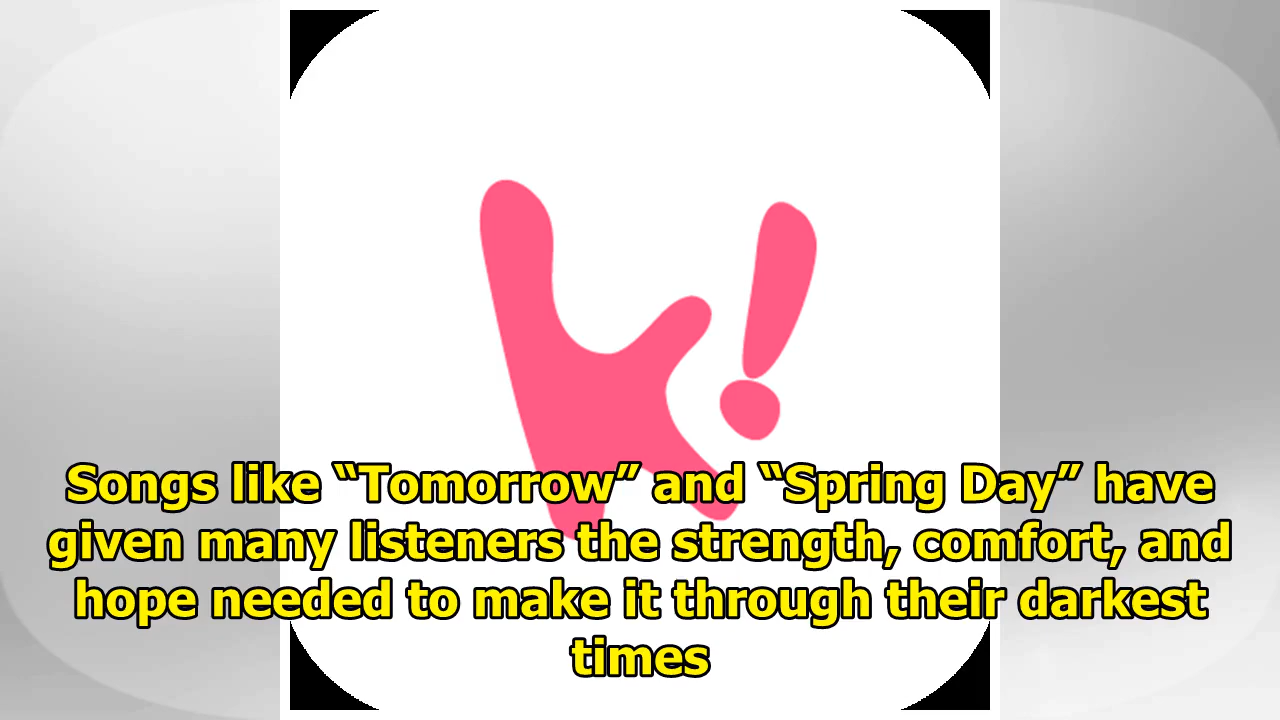 k!
Songs like “Tomorrow” and “Spring Day” have
given many listeners the strength, comfort, and
hope needed to make it through their darkest
times